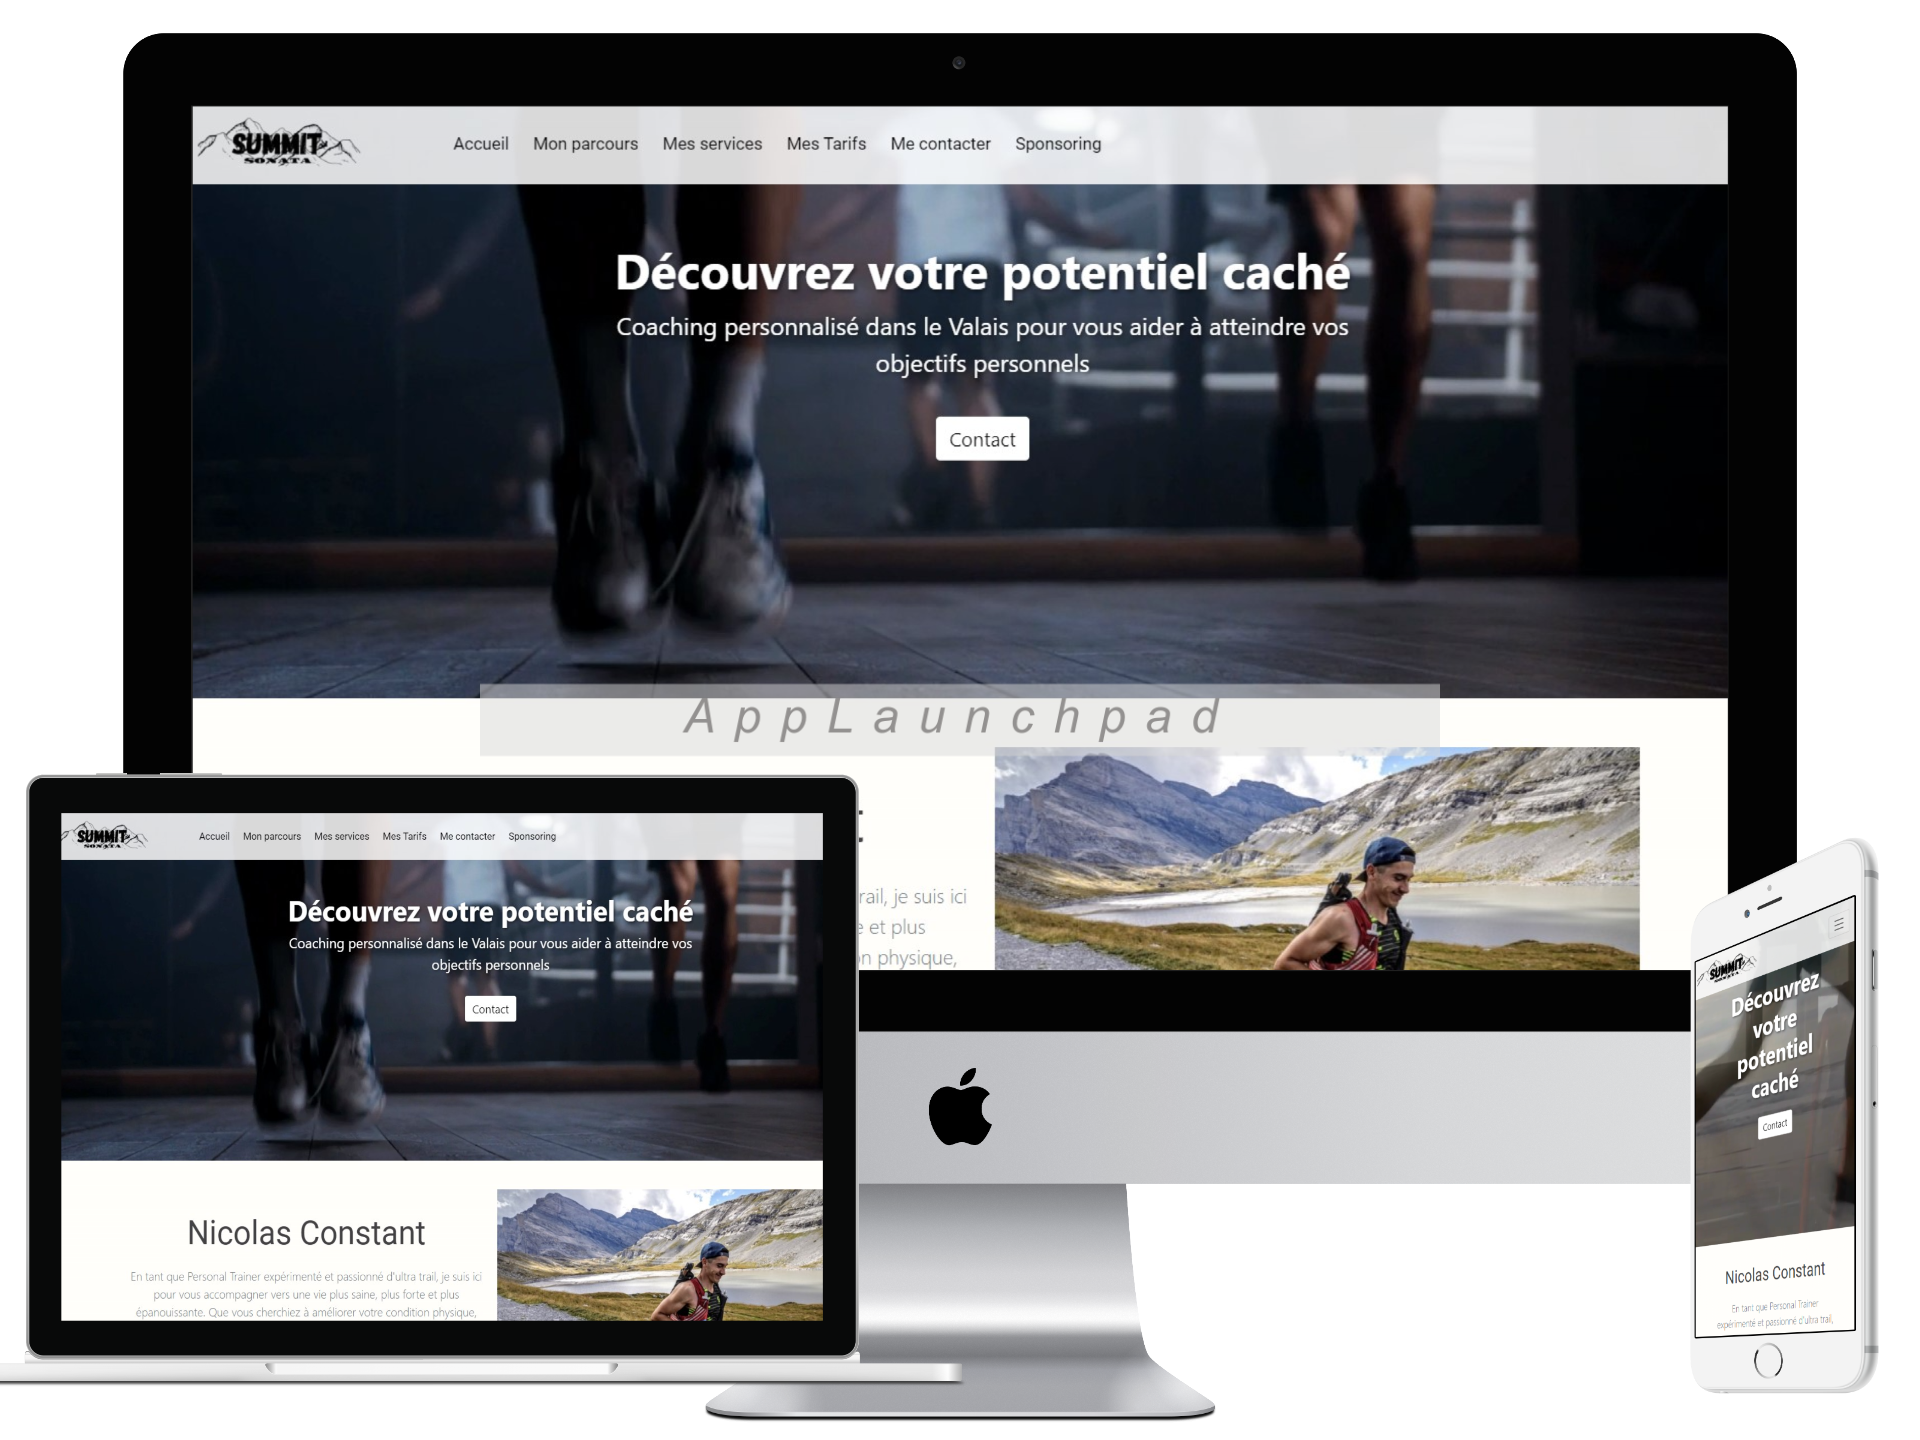 SUMMIT
SONATA
Accueil Mon parcours Mes services Mes Tarifs Me contacter Sponsoring
Découvrez votre potentiel caché
Coaching personnalisé dans le Valais pour vous aider à atteindre vos
objectifs personnels
Contact
AppLaunchpad
rail, je suis ici
et plus
n physique,
SUMMIT
SONATA
Accueil Mon parcours Mes services Mes Tarifs Me contacter Sponsoring
Découvrez votre potentiel caché
Coaching personnalisé dans le Valais pour vous aider à atteindre vos
objectifs personnels
Contact
Nicolas Constant
En tant que Personal Trainer expérimenté et passionné d'ultra trail, je suis ici
pour vous accompagner vers une vie plus saine, plus forte et plus
épanouissante. Que vous cherchiez à améliorer votre condition physique,
SUMMIT
Découvrez
votre
potentiel
caché
Contact
Nicolas Constant
En tant que Personal Trainer
expérimenté et passionné d'ultra trail,